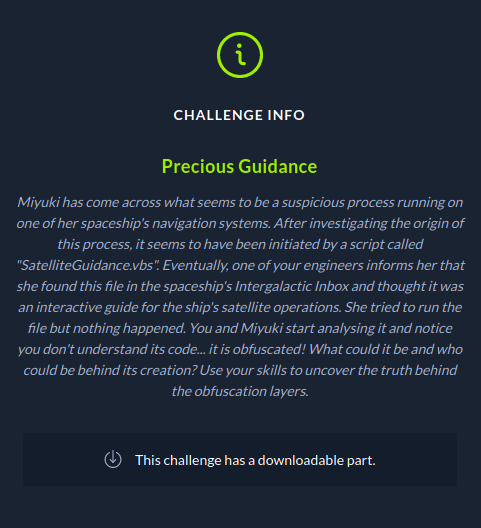 CHALLENGE INFO
Precious Guidance
Miyuki has come across what seems to be a suspicious process running on
one of her spaceship's navigation systems. After investigating the origin of
this process, it seems to have been initiated by a script called
"SatelliteGuidance.vbs". Eventually, one of your engineers informs her that
she found this file in the spaceship's Intergalactic Inbox and thought it was
an interactive guide for the ship's satellite operations. She tried to run the
file but nothing happened. You and Miyuki start analysing it and notice
you don't understand its code... it is obfuscated! What could it be and who
could be behind its creation? Use your skills to uncover the truth behind
the obfuscation layers.
This challenge has a downloadable part.